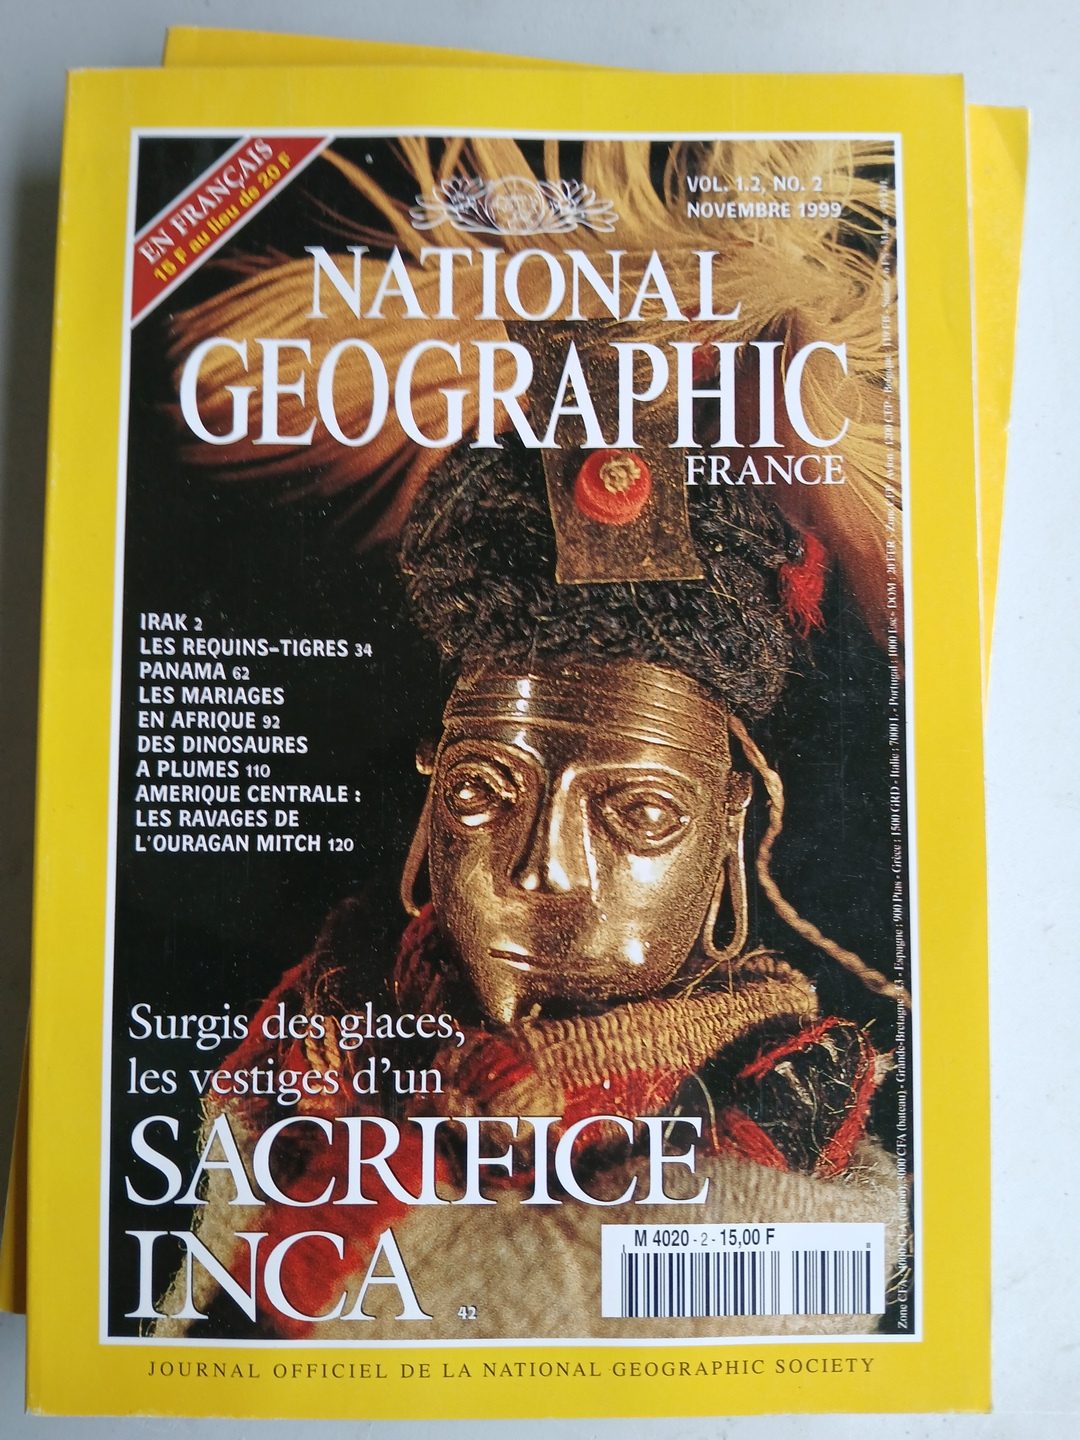 EN FRANÇAIS
15 F au lieu de 20 F
VOL. 1.2, NO. 2
NOVEMBRE 1999
NATIONAL
GEOGRAPHIC
FRANCE
IRAK 2
LES REQUINS-TIGRES 34
PANAMA 62
LES MARIAGES
EN AFRIQUE 92
DES DINOSAURES
A PLUMES 110
AMERIQUE CENTRALE :
LES RAVAGES DE
L'OURAGAN MITCH 120
Surgis des glaces,
les vestiges d'un
SACRIFICE
INCA 42
M 4020 - 2 - 15,00 F
JOURNAL OFFICIEL DE LA NATIONAL GEOGRAPHIC SOCIETY